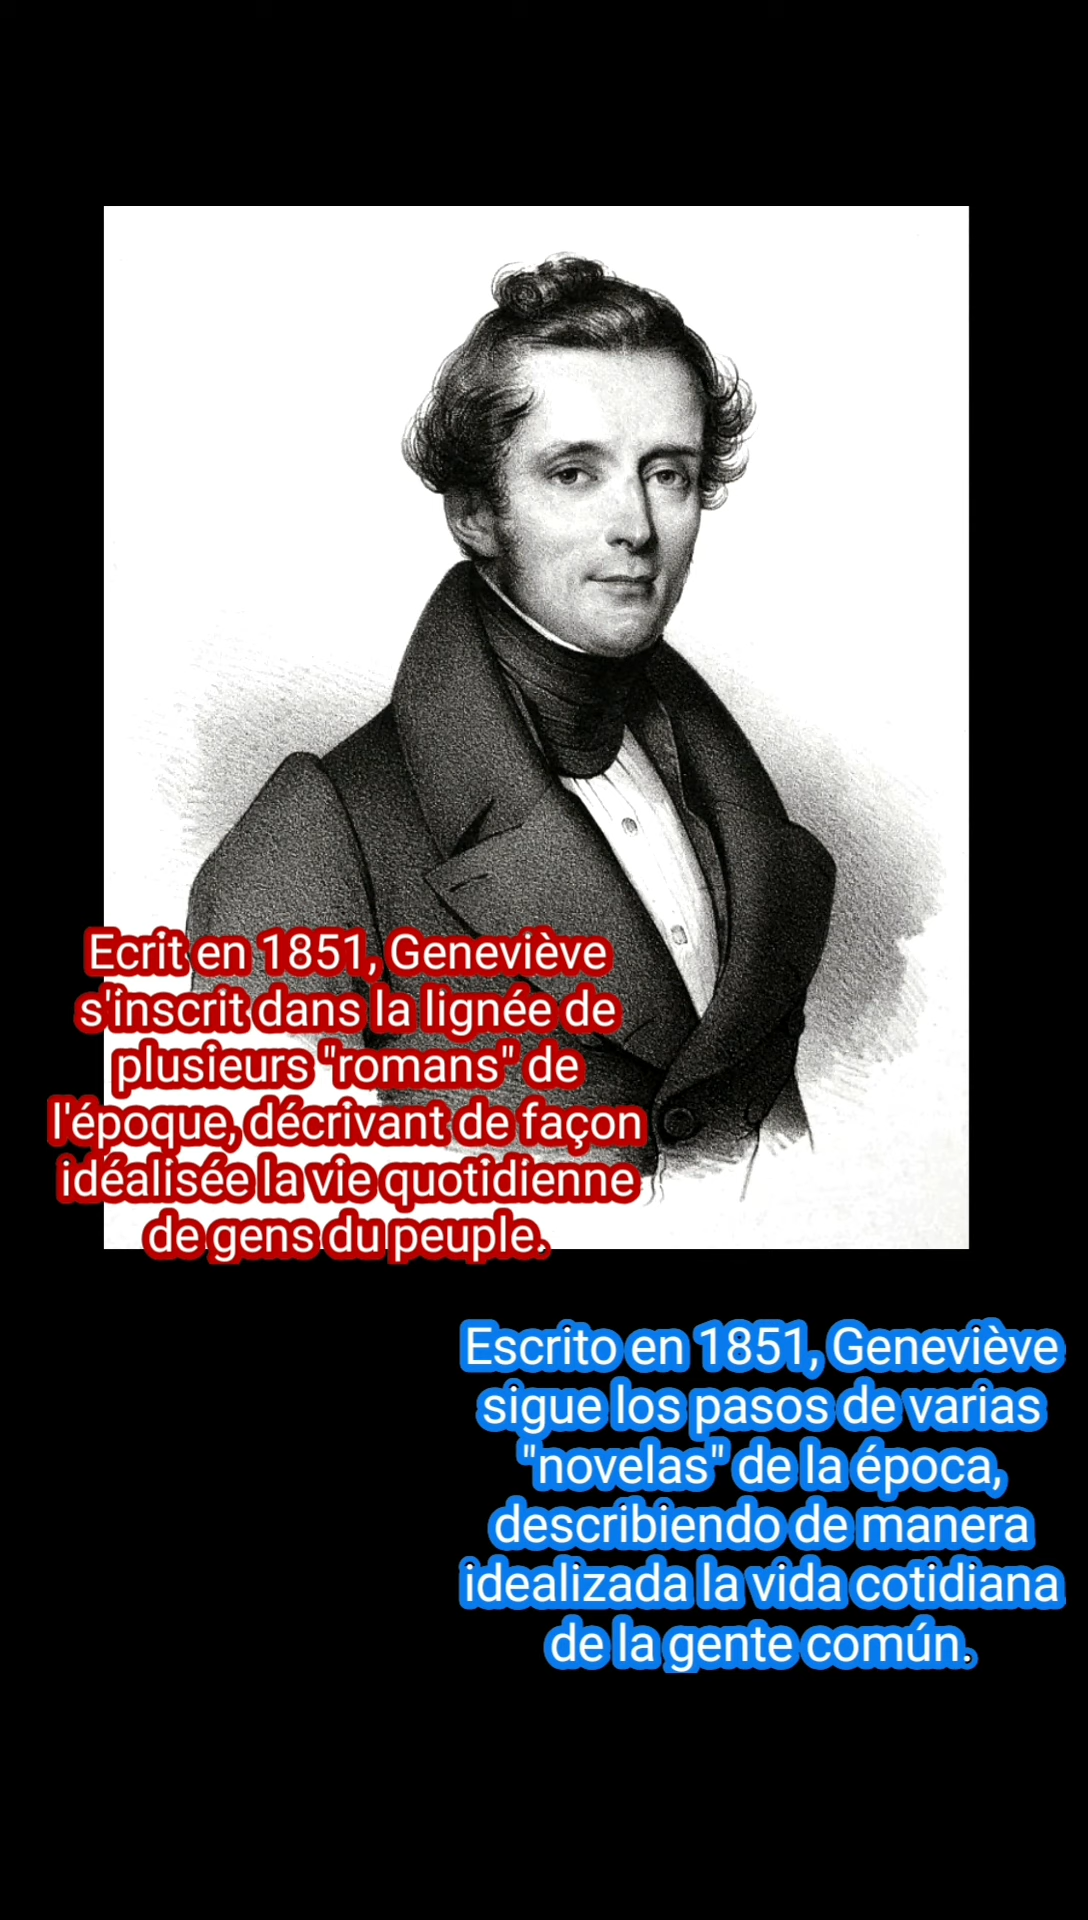 Ecrit en 1851, Geneviève
s'inscrit dans la lignée de
plusieurs "romans" de
l'époque, décrivant de façon
idéalisée la vie quotidienne
de gens du peuple.
Escrito en 1851, Geneviève
sigue los pasos de varias
"novelas" de la época,
describiendo de manera
idealizada la vida cotidiana
de la gente común.